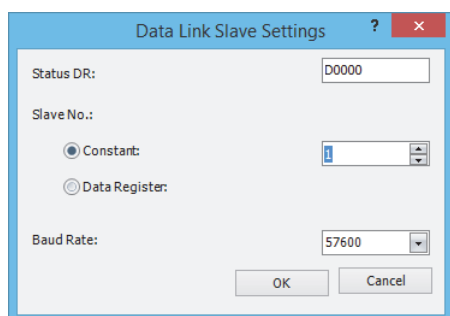 Data Link Slave Settings ? ×
Status DR: D0000
Slave No.:
Constant: 1
Data Register:
Baud Rate: 57600
OK Cancel